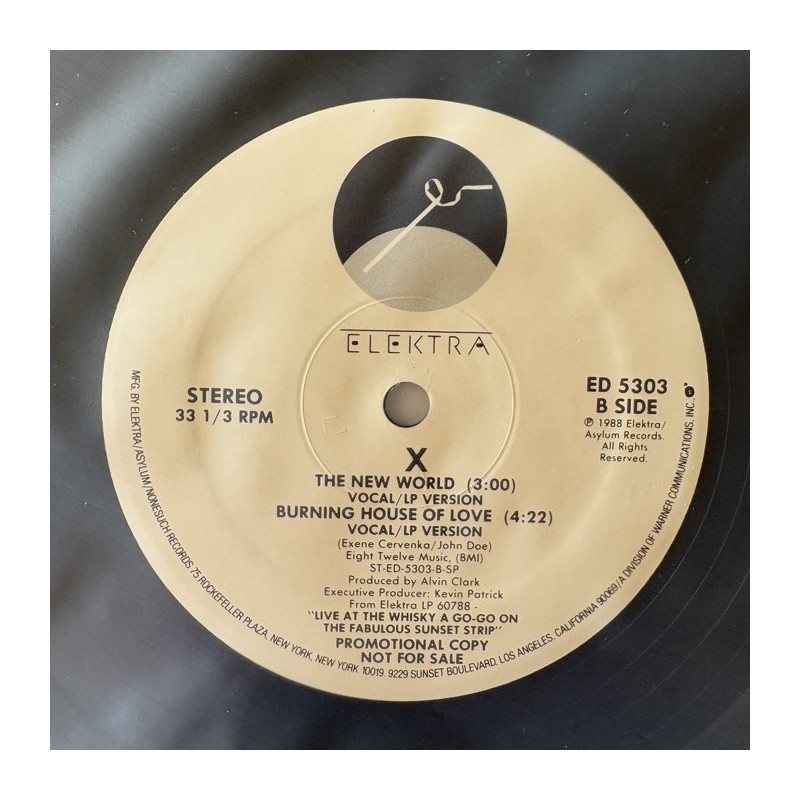 ELEKTRA
STEREO
33 1/3 RPM
ED 5303
B SIDE
℗ 1988 Elektra/
Asylum Records.
All Rights
Reserved.
X
THE NEW WORLD (3:00)
VOCAL/LP VERSION
BURNING HOUSE OF LOVE (4:22)
VOCAL/LP VERSION
(Exene Cervenka/John Doe)
Eight Twelve Music, (BMI)
ST-ED-5303-B-SP
Produced by Alvin Clark
Executive Producer: Kevin Patrick
From Elektra LP 60788 -
"LIVE AT THE WHISKY A GO-GO ON
THE FABULOUS SUNSET STRIP"
PROMOTIONAL COPY
NOT FOR SALE
MFG. BY ELEKTRA/ASYLUM/NONESUCH RECORDS 75 ROCKEFELLER PLAZA, NEW YORK, NEW YORK 10019. 9229 SUNSET BOULEVARD, LOS ANGELES, CALIFORNIA 90069/A DIVISION OF WARNER COMMUNICATIONS, INC.